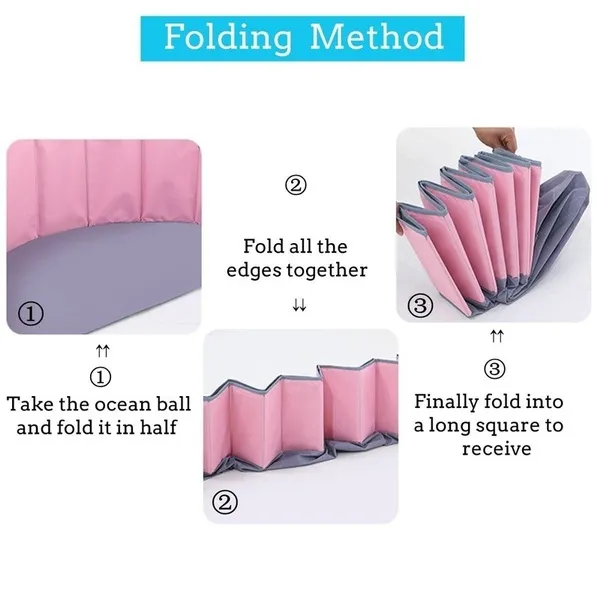 Folding Method
①
↑↑
①
Take the ocean ball
and fold it in half
②
Fold all the
edges together
↓↓
②
③
↑↑
③
Finally fold into
a long square to
receive